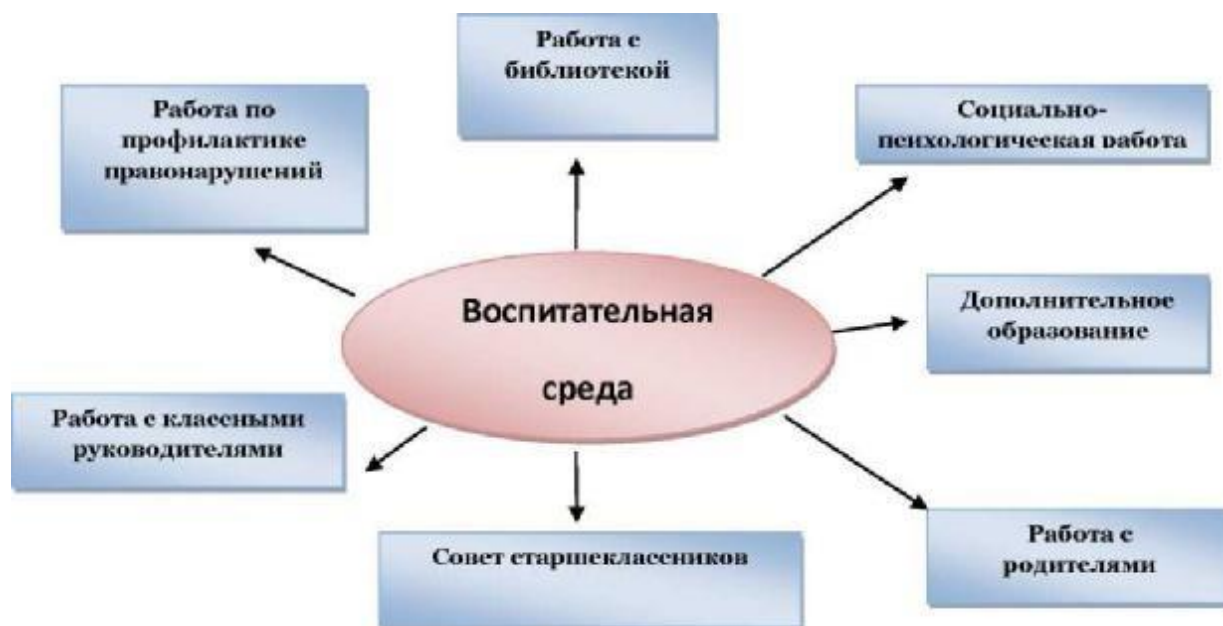 Работа с
библиотекой
Работа по
профилактике
правонарушений
Социально-
психологическая работа
Воспитательная
среда
Дополнительное
образование
Работа с классными
руководителями
Совет старшеклассников
Работа с
родителями